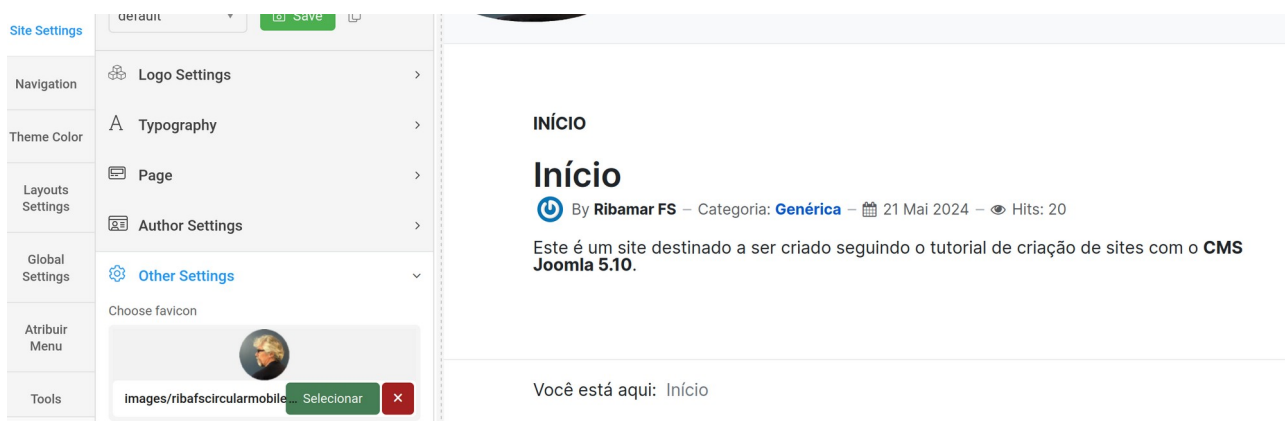 Site Settings
default
Save
Navigation
Theme Color
Layouts
Settings
Global
Settings
Atribuir
Menu
Tools
Logo Settings
Typography
Page
Author Settings
Other Settings
Choose favicon
images/ribafscircularmobile... Selecionar
INÍCIO
Início
By Ribamar FS – Categoria: Genérica – 21 Mai 2024 – Hits: 20
Este é um site destinado a ser criado seguindo o tutorial de criação de sites com o CMS
Joomla 5.10.
Você está aqui: Início